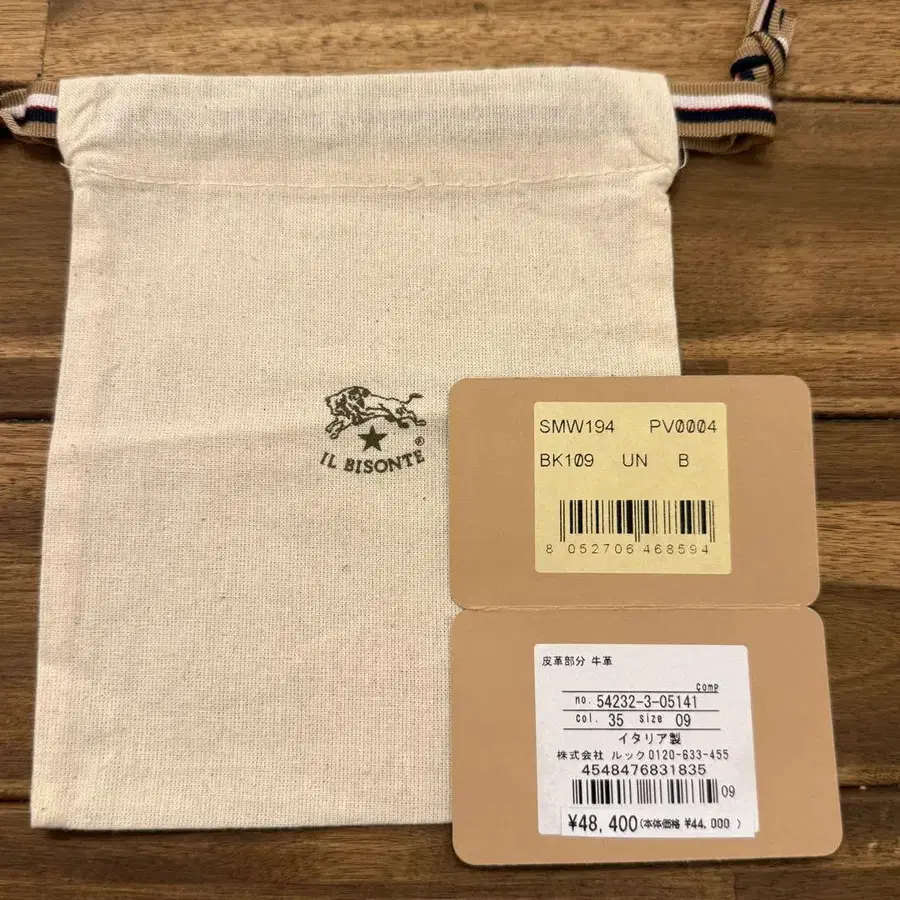 ®
IL BISONTE
SMW194 PV0004
BK109 UN B
8 052706 468594
皮革部分 牛革
comp
no. 54232-3-05141
col. 35 size 09
イタリア製
株式会社 ルック 0120-633-455
4548476831835
09
¥48,400(本体価格 ¥44,000 )